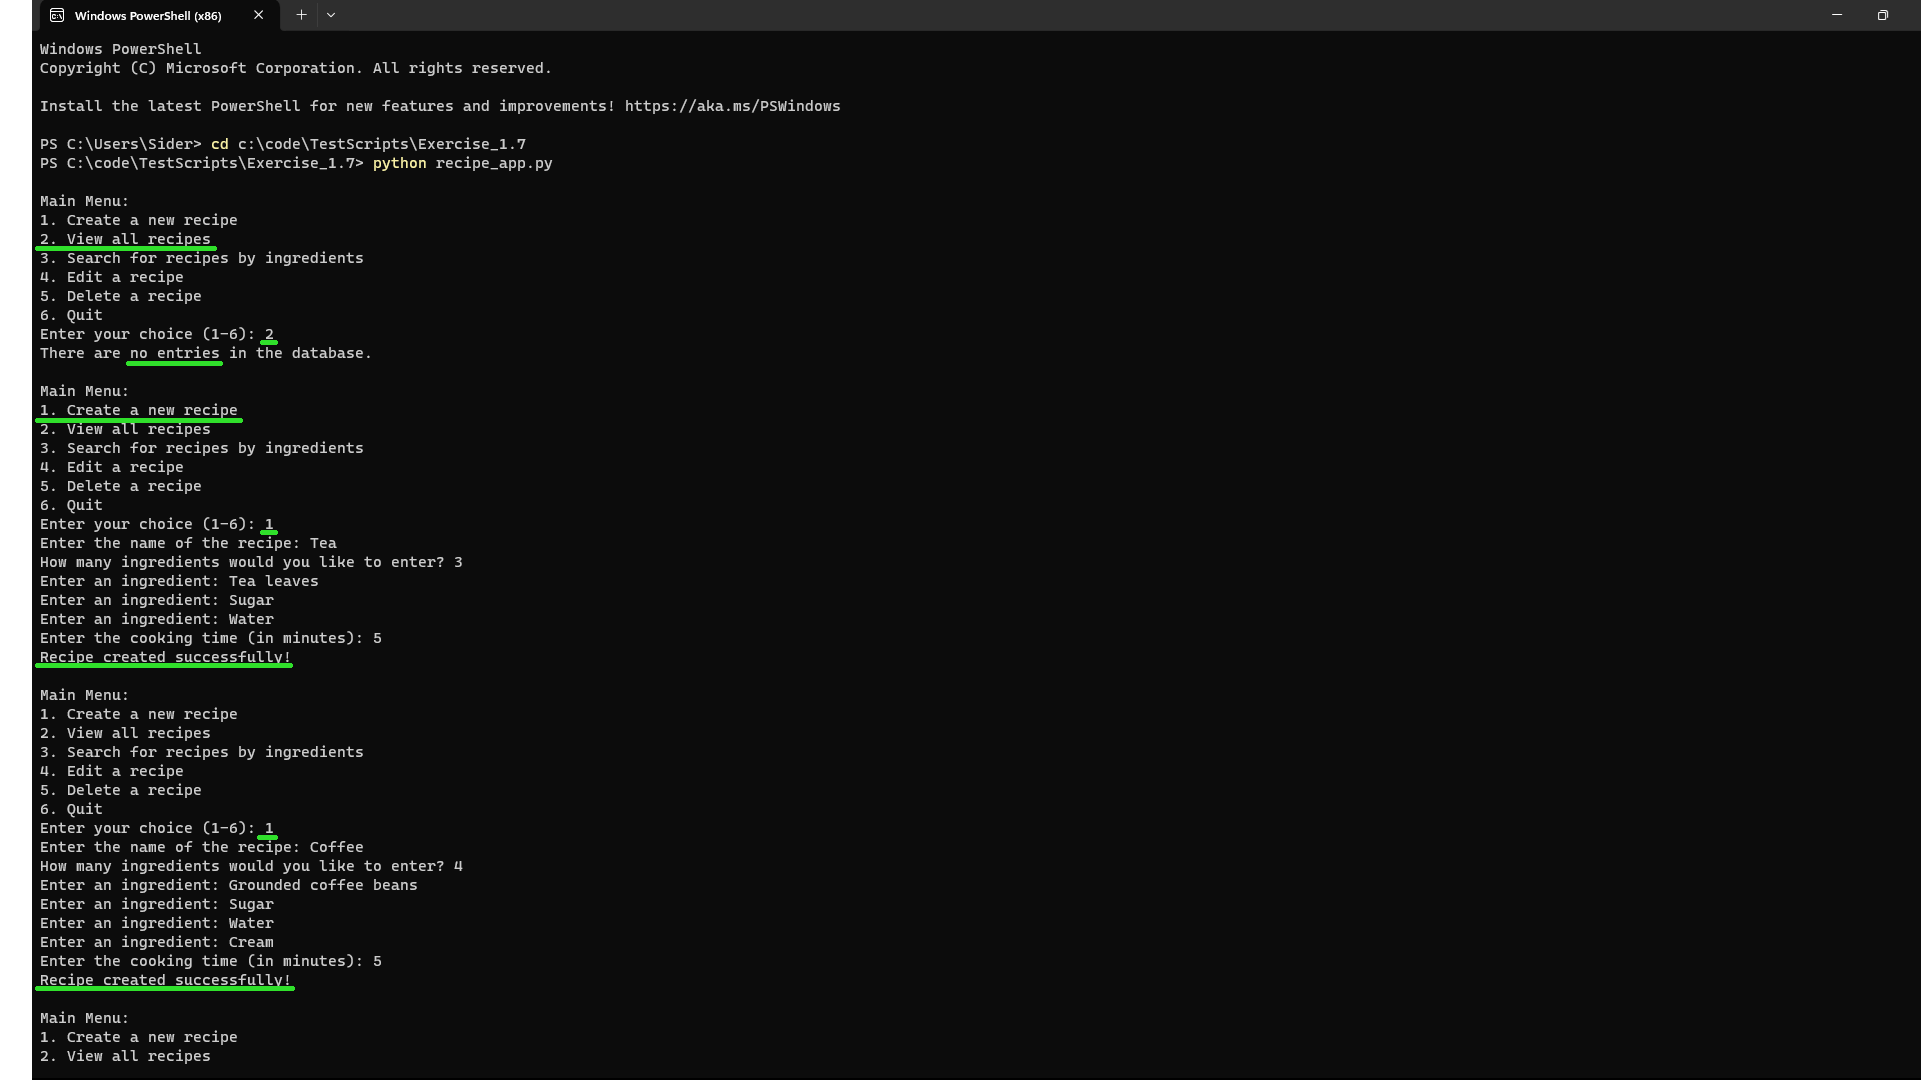 Windows PowerShell (x86)
Windows PowerShell
Copyright (C) Microsoft Corporation. All rights reserved.
Install the latest PowerShell for new features and improvements! https://aka.ms/PSWindows
PS C:\Users\Sider> cd c:\code\TestScripts\Exercise_1.7
PS C:\code\TestScripts\Exercise_1.7> python recipe_app.py
Main Menu:
1. Create a new recipe
2. View all recipes
3. Search for recipes by ingredients
4. Edit a recipe
5. Delete a recipe
6. Quit
Enter your choice (1-6): 2
There are no entries in the database.
Main Menu:
1. Create a new recipe
2. View all recipes
3. Search for recipes by ingredients
4. Edit a recipe
5. Delete a recipe
6. Quit
Enter your choice (1-6): 1
Enter the name of the recipe: Tea
How many ingredients would you like to enter? 3
Enter an ingredient: Tea leaves
Enter an ingredient: Sugar
Enter an ingredient: Water
Enter the cooking time (in minutes): 5
Recipe created successfully!
Main Menu:
1. Create a new recipe
2. View all recipes
3. Search for recipes by ingredients
4. Edit a recipe
5. Delete a recipe
6. Quit
Enter your choice (1-6): 1
Enter the name of the recipe: Coffee
How many ingredients would you like to enter? 4
Enter an ingredient: Grounded coffee beans
Enter an ingredient: Sugar
Enter an ingredient: Water
Enter an ingredient: Cream
Enter the cooking time (in minutes): 5
Recipe created successfully!
Main Menu:
1. Create a new recipe
2. View all recipes